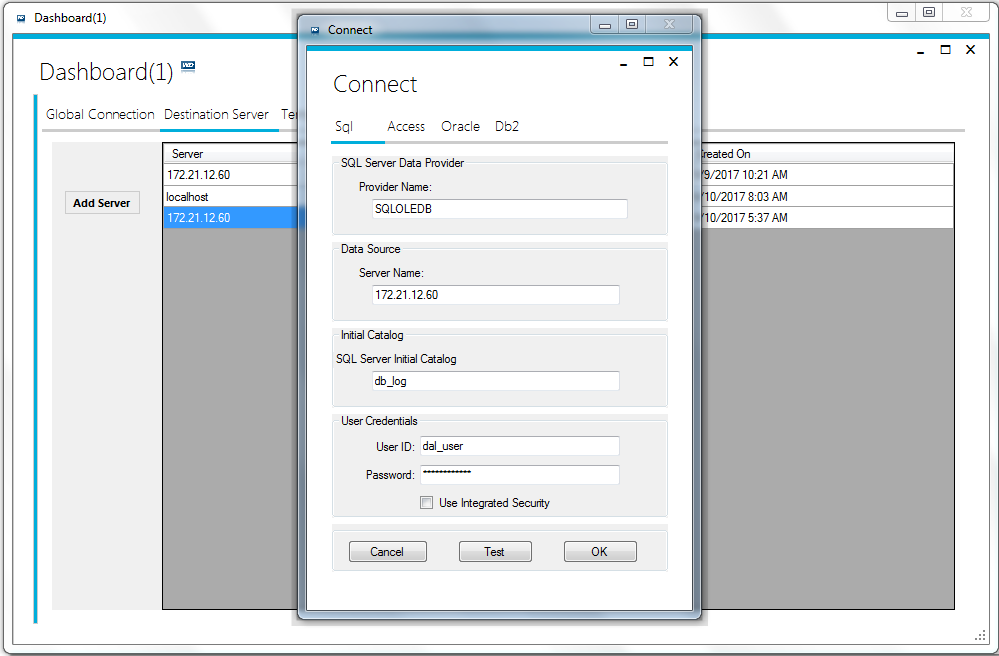 Dashboard(1)
Connect
Dashboard(1)
Connect
Global Connection Destination Server
Sql Access Oracle Db2
Server
Created On
172.21.12.60
/9/2017 10:21 AM
localhost
/10/2017 8:03 AM
172.21.12.60
/10/2017 5:37 AM
Add Server
SQL Server Data Provider
Provider Name:
SQLOLEDB
Data Source
Server Name:
172.21.12.60
Initial Catalog
SQL Server Initial Catalog
db_log
User Credentials
User ID: dal_user
Password: ************
Use Integrated Security
Cancel Test OK